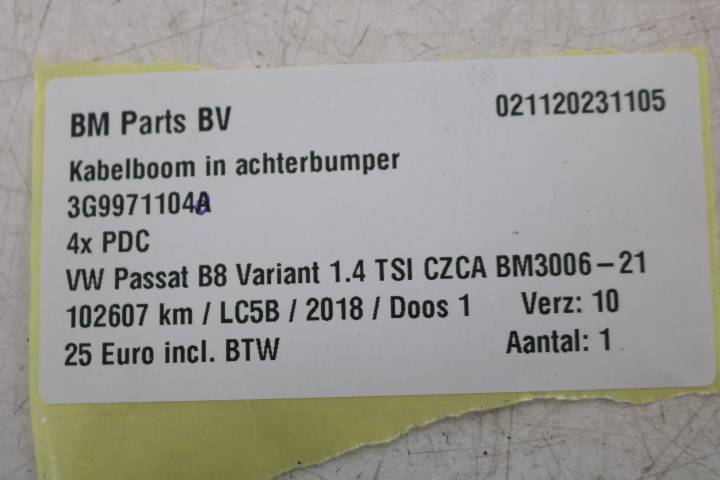 BM Parts BV 021120231105
Kabelboom in achterbumper
3G9971104A
4x PDC
VW Passat B8 Variant 1.4 TSI CZCA BM3006-21
102607 km / LC5B / 2018 / Doos 1 Verz: 10
25 Euro incl. BTW Aantal: 1